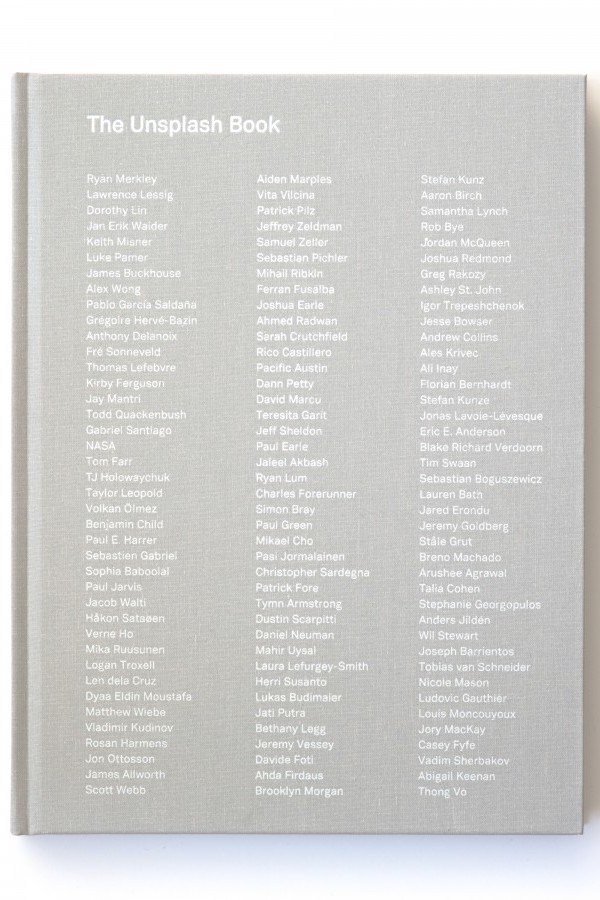 The Unsplash Book
Ryan Merkley
Lawrence Lessig
Dorothy Lin
Jan Erik Waider
Keith Misner
Luke Pamer
James Buckhouse
Alex Wong
Pablo García Saldaña
Grégoire Hervé-Bazin
Anthony Delanoix
Fré Sonneveld
Thomas Lefebvre
Kirby Ferguson
Jay Mantri
Todd Quackenbush
Gabriel Santiago
NASA
Tom Farr
TJ Holowaychuk
Taylor Leopold
Volkan Olmez
Benjamin Child
Paul E. Harrer
Sebastien Gabriel
Sophia Baboolal
Paul Jarvis
Jacob Walti
Håkon Sataøen
Verne Ho
Mika Ruusunen
Logan Troxell
Len dela Cruz
Dyaa Eldin Moustafa
Matthew Wiebe
Vladimir Kudinov
Rosan Harmens
Jon Ottosson
James Allworth
Scott Webb
Aiden Marples
Vita Vilcina
Patrick Pilz
Jeffrey Zeldman
Samuel Zeller
Sebastian Pichler
Mihail Ribkin
Ferran Fusalba
Joshua Earle
Ahmed Radwan
Sarah Crutchfield
Rico Castillero
Pacific Austin
Dann Petty
David Marcu
Teresita Garit
Jeff Sheldon
Paul Earle
Jaleel Akbash
Ryan Lum
Charles Forerunner
Simon Bray
Paul Green
Mikael Cho
Pasi Jormalainen
Christopher Sardegna
Patrick Fore
Tymn Armstrong
Dustin Scarpitti
Daniel Neuman
Mahir Uysal
Laura Lefurgey-Smith
Herri Susanto
Lukas Budimaier
Jati Putra
Bethany Legg
Jeremy Vessey
Davide Foti
Ahda Firdaus
Brooklyn Morgan
Stefan Kunz
Aaron Birch
Samantha Lynch
Rob Bye
Jordan McQueen
Joshua Redmond
Greg Rakozy
Ashley St. John
Igor Trepeshchenok
Jesse Bowser
Andrew Collins
Ales Krivec
Ali Inay
Florian Bernhardt
Stefan Kunze
Jonas Lavoie-Lévesque
Eric E. Anderson
Blake Richard Verdoorn
Tim Swaan
Sebastian Boguszewicz
Lauren Bath
Jared Erondu
Jeremy Goldberg
Ståle Grut
Breno Machado
Arushee Agrawal
Talia Cohen
Stephanie Georgopulos
Anders Jildén
Wil Stewart
Joseph Barrientos
Tobias van Schneider
Nicole Mason
Ludovic Gauthier
Louis Moncouyoux
Jory MacKay
Casey Fyfe
Vadim Sherbakov
Abigail Keenan
Thong Vo